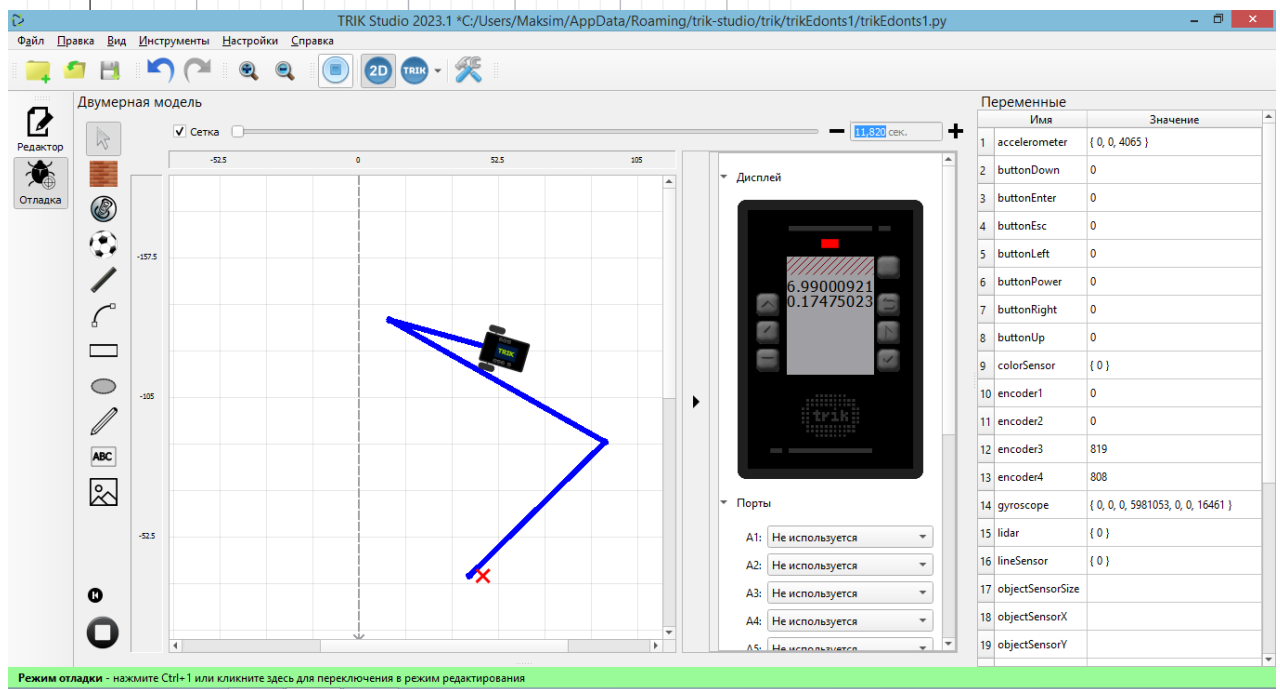 TRIK Studio 2023.1 *C:/Users/Maksim/AppData/Roaming/trik-studio/trik/trikEdonts1/trikEdonts1.py
Файл Правка Вид Инструменты Настройки Справка
2D TRIK
Редактор
Отладка
Двумерная модель
Сетка
11,820 сек.
-52.5 0 52.5 105
-157.5
-105
-52.5
ABC
TRIK
Дисплей
6.99000921
0.17475023
trik
Порты
A1: Не используется
A2: Не используется
A3: Не используется
A4: Не используется
A5: Не используется
Переменные
Имя Значение
1 accelerometer { 0, 0, 4065 }
2 buttonDown 0
3 buttonEnter 0
4 buttonEsc 0
5 buttonLeft 0
6 buttonPower 0
7 buttonRight 0
8 buttonUp 0
9 colorSensor { 0 }
10 encoder1 0
11 encoder2 0
12 encoder3 819
13 encoder4 808
14 gyroscope { 0, 0, 0, 5981053, 0, 0, 16461 }
15 lidar { 0 }
16 lineSensor { 0 }
17 objectSensorSize
18 objectSensorX
19 objectSensorY
Режим отладки - нажмите Ctrl+1 или кликните здесь для переключения в режим редактирования